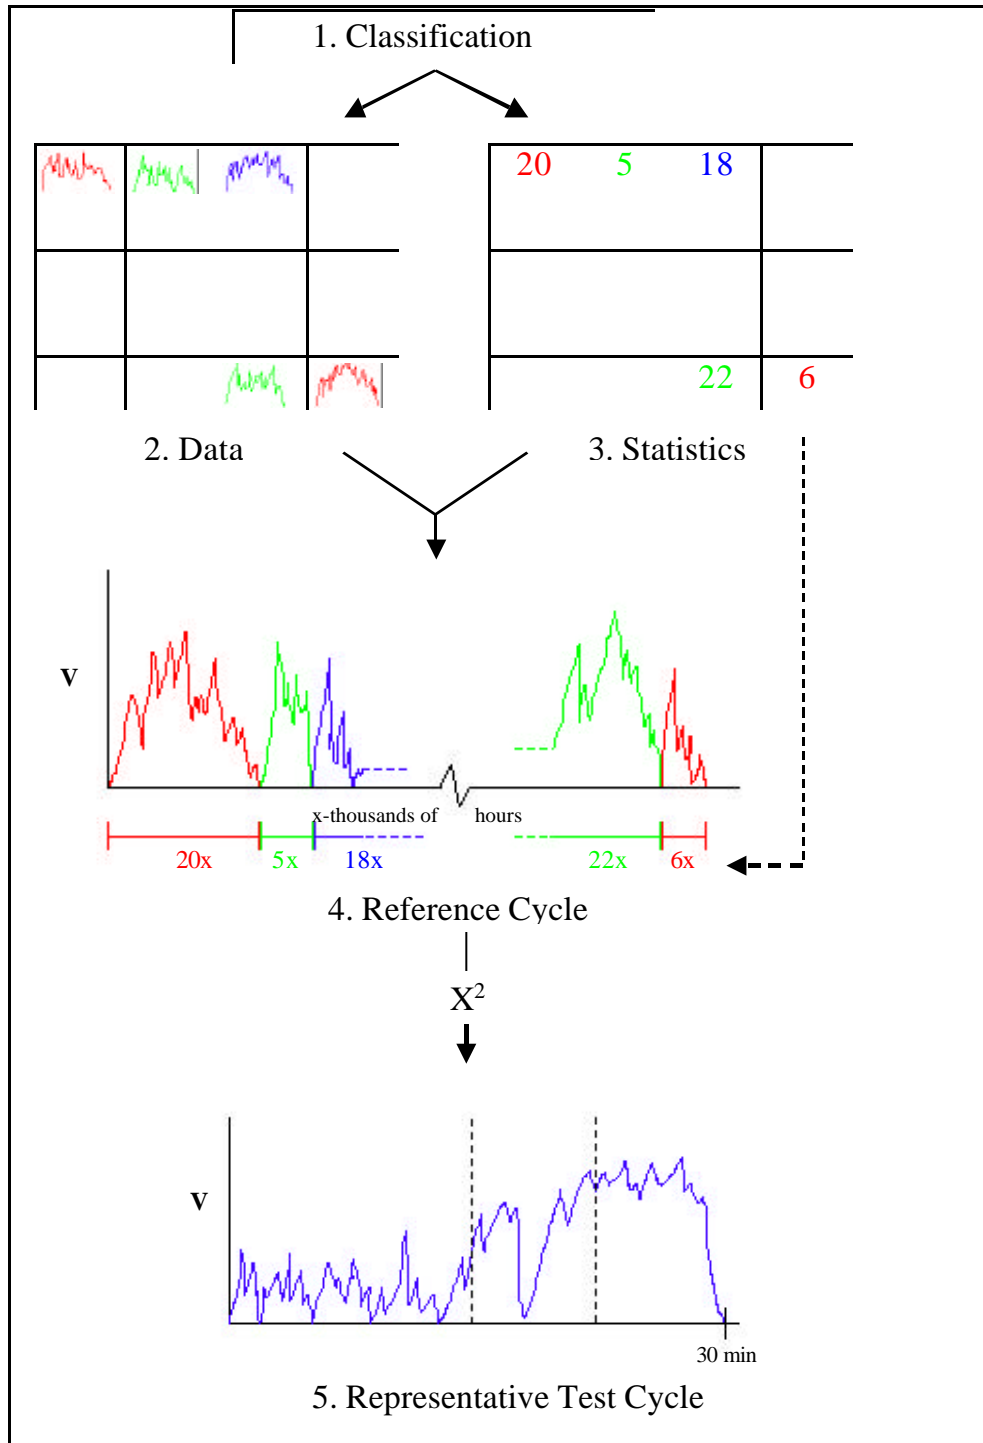 1. Classification
20 5 18
22 6
2. Data 3. Statistics
v
x-thousands of hours
20x 5x 18x 22x 6x
4. Reference Cycle
X²
v
30 min
5. Representative Test Cycle